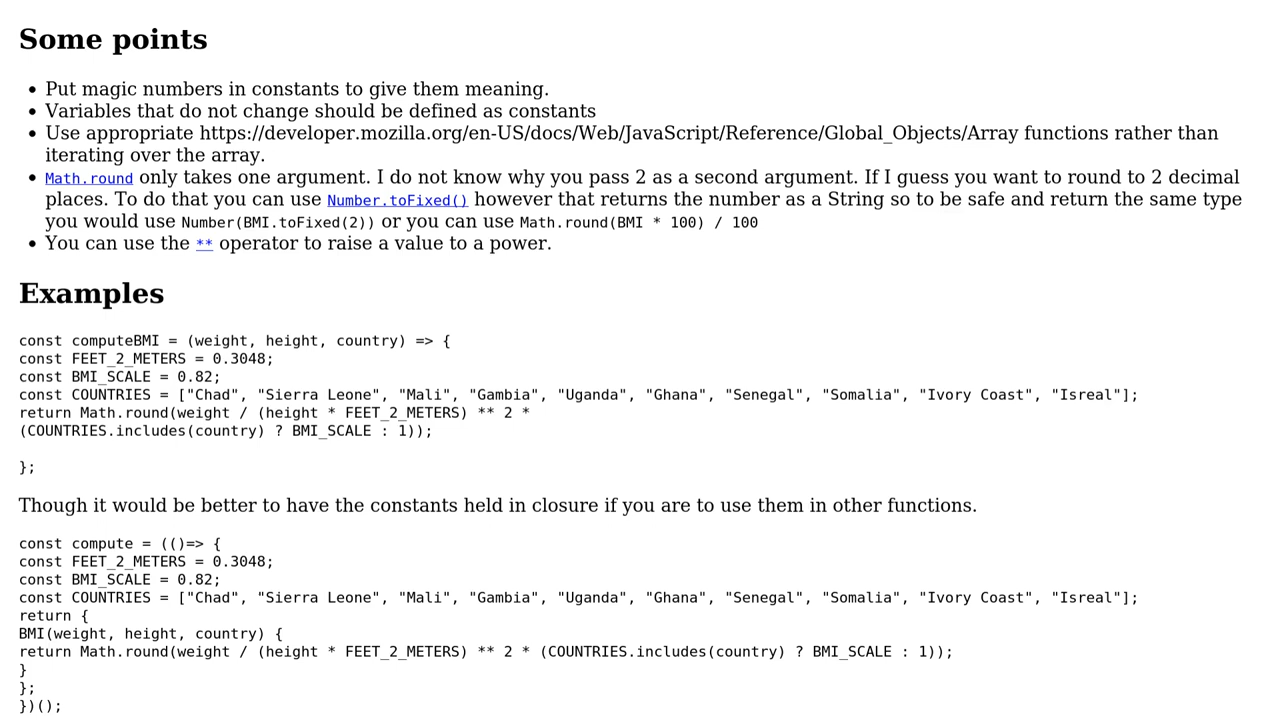 Some points
Put magic numbers in constants to give them meaning.
Variables that do not change should be defined as constants
Use appropriate https://developer.mozilla.org/en-US/docs/Web/JavaScript/Reference/Global_Objects/Array functions rather than
iterating over the array.
Math.round only takes one argument. I do not know why you pass 2 as a second argument. If I guess you want to round to 2 decimal
places. To do that you can use Number.toFixed() however that returns the number as a String so to be safe and return the same type
you would use Number(BMI.toFixed(2)) or you can use Math.round(BMI * 100) / 100
You can use the ** operator to raise a value to a power.
Examples
const computeBMI = (weight, height, country) => {
const FEET_2_METERS = 0.3048;
const BMI_SCALE = 0.82;
const COUNTRIES = ["Chad", "Sierra Leone", "Mali", "Gambia", "Uganda", "Ghana", "Senegal", "Somalia", "Ivory Coast", "Isreal"];
return Math.round(weight / (height * FEET_2_METERS) ** 2 *
(COUNTRIES.includes(country) ? BMI_SCALE : 1));
};
Though it would be better to have the constants held in closure if you are to use them in other functions.
const compute = (()=> {
const FEET_2_METERS = 0.3048;
const BMI_SCALE = 0.82;
const COUNTRIES = ["Chad", "Sierra Leone", "Mali", "Gambia", "Uganda", "Ghana", "Senegal", "Somalia", "Ivory Coast", "Isreal"];
return {
BMI(weight, height, country) {
return Math.round(weight / (height * FEET_2_METERS) ** 2 * (COUNTRIES.includes(country) ? BMI_SCALE : 1));
}
};
})();